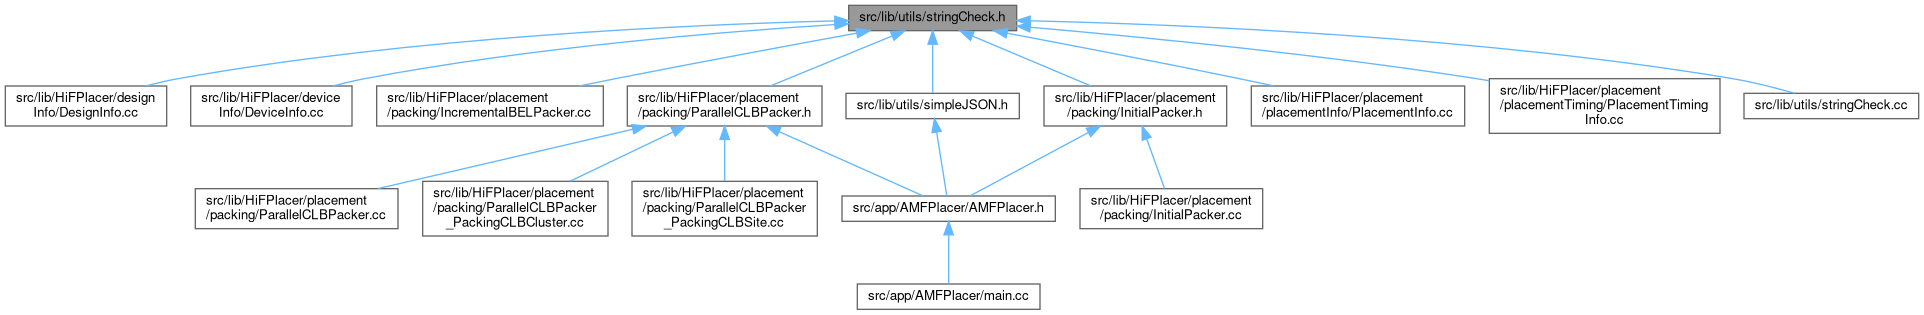 src/lib/utils/stringCheck.h
src/lib/HiFPlacer/design
Info/DesignInfo.cc
src/lib/HiFPlacer/device
Info/DeviceInfo.cc
src/lib/HiFPlacer/placement
/packing/IncrementalBELPacker.cc
src/lib/HiFPlacer/placement
/packing/ParallelCLBPacker.h
src/lib/utils/simpleJSON.h
src/lib/HiFPlacer/placement
/packing/InitialPacker.h
src/lib/HiFPlacer/placement
/placementInfo/PlacementInfo.cc
src/lib/HiFPlacer/placement
/placementTiming/PlacementTiming
Info.cc
src/lib/utils/stringCheck.cc
src/lib/HiFPlacer/placement
/packing/ParallelCLBPacker.cc
src/lib/HiFPlacer/placement
/packing/ParallelCLBPacker
_PackingCLBCluster.cc
src/lib/HiFPlacer/placement
/packing/ParallelCLBPacker
_PackingCLBSite.cc
src/app/AMFPlacer/AMFPlacer.h
src/lib/HiFPlacer/placement
/packing/InitialPacker.cc
src/app/AMFPlacer/main.cc